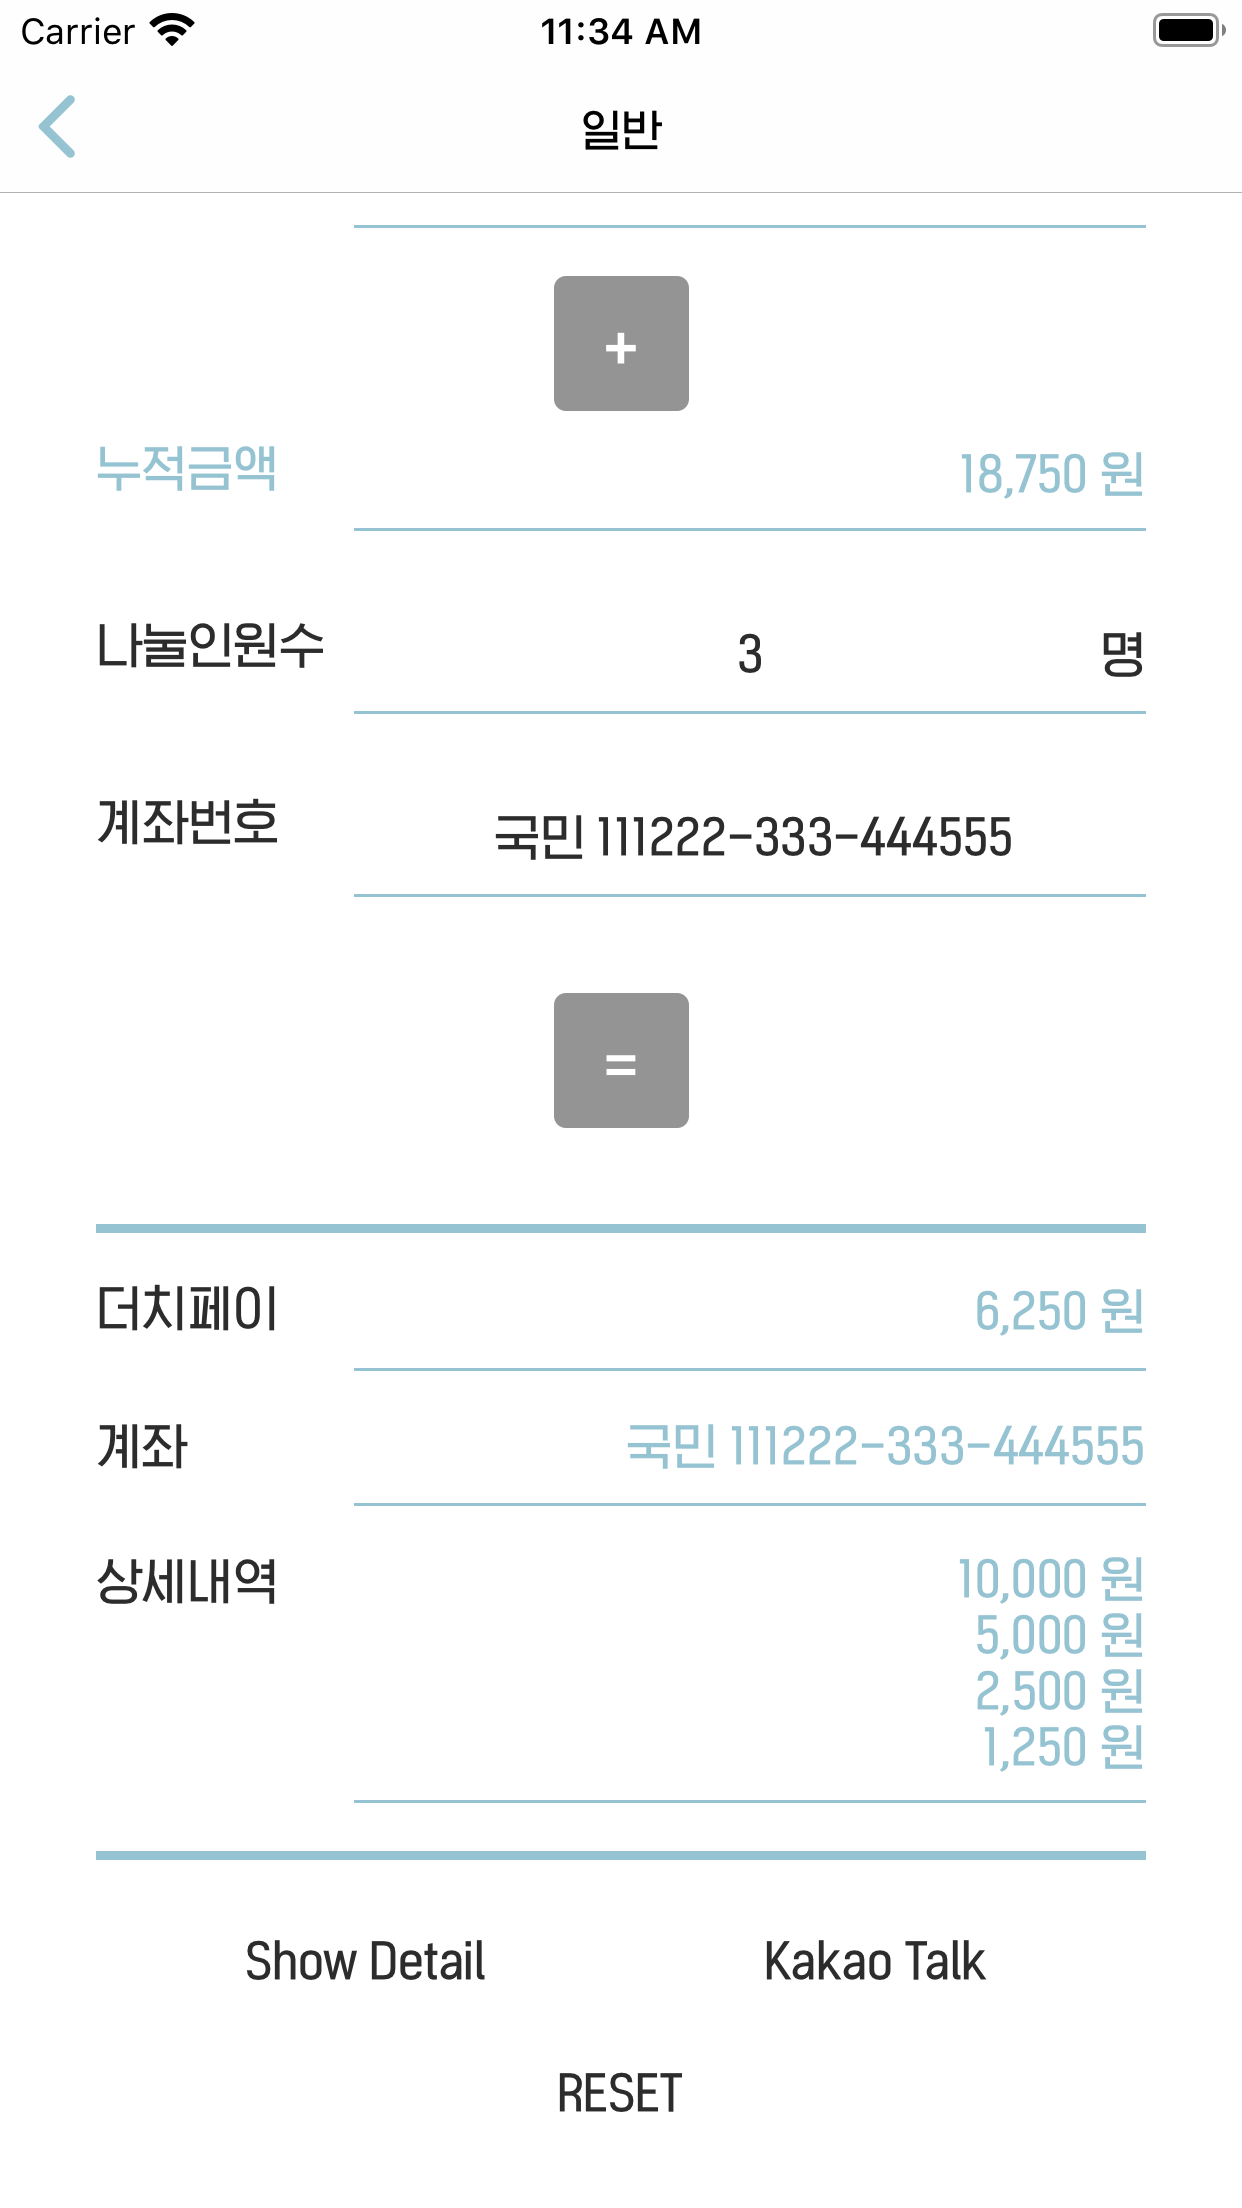 Carrier 11:34 AM
일반
+
누적금액 18,750 원
나눌인원수 3 명
계좌번호 국민 111222-333-444555
=
더치페이 6,250 원
계좌 국민 111222-333-444555
상세내역 10,000 원
5,000 원
2,500 원
1,250 원
Show Detail Kakao Talk
RESET